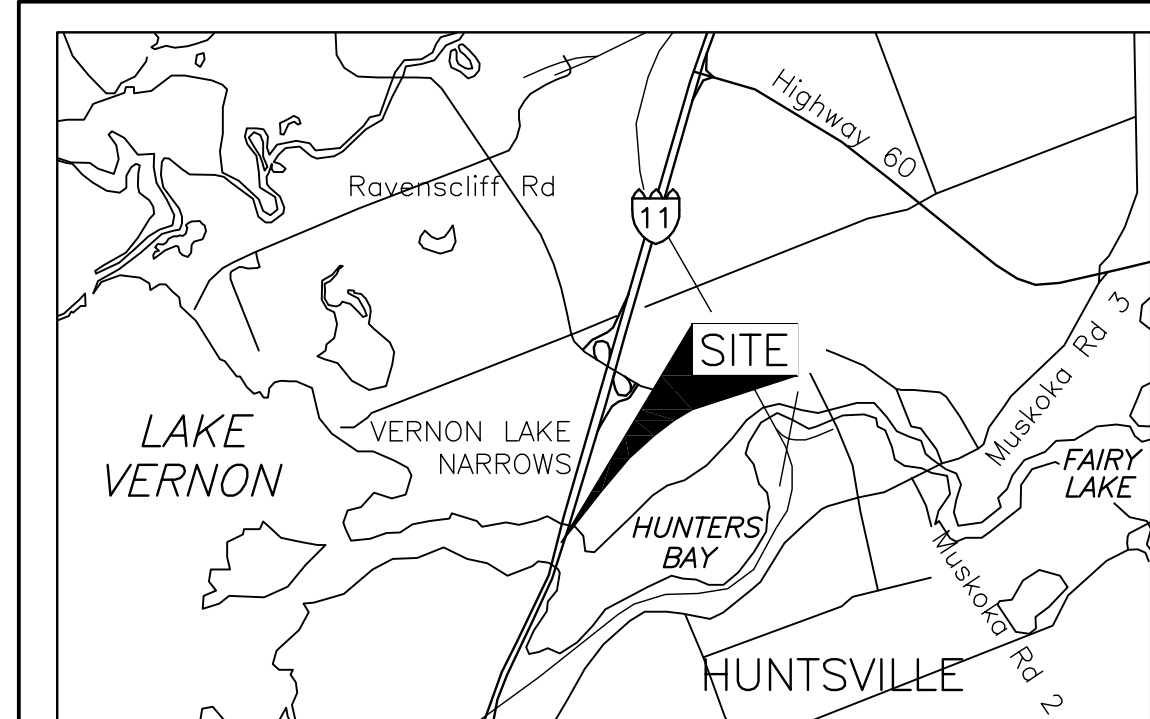 Highway 60
Ravenscliff Rd
11
SITE
Muskoka Rd 3
LAKE
VERNON
VERNON LAKE
NARROWS
FAIRY
LAKE
HUNTERS
BAY
Muskoka Rd 2
HUNTSVILLE